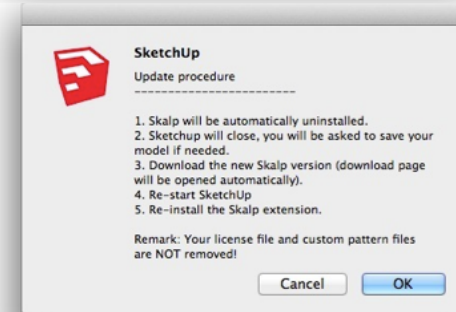 SketchUp
Update procedure
------------------------
1. Skalp will be automatically uninstalled.
2. Sketchup will close, you will be asked to save your
model if needed.
3. Download the new Skalp version (download page
will be opened automatically).
4. Re-start SketchUp
5. Re-install the Skalp extension.
Remark: Your license file and custom pattern files
are NOT removed!
Cancel
OK